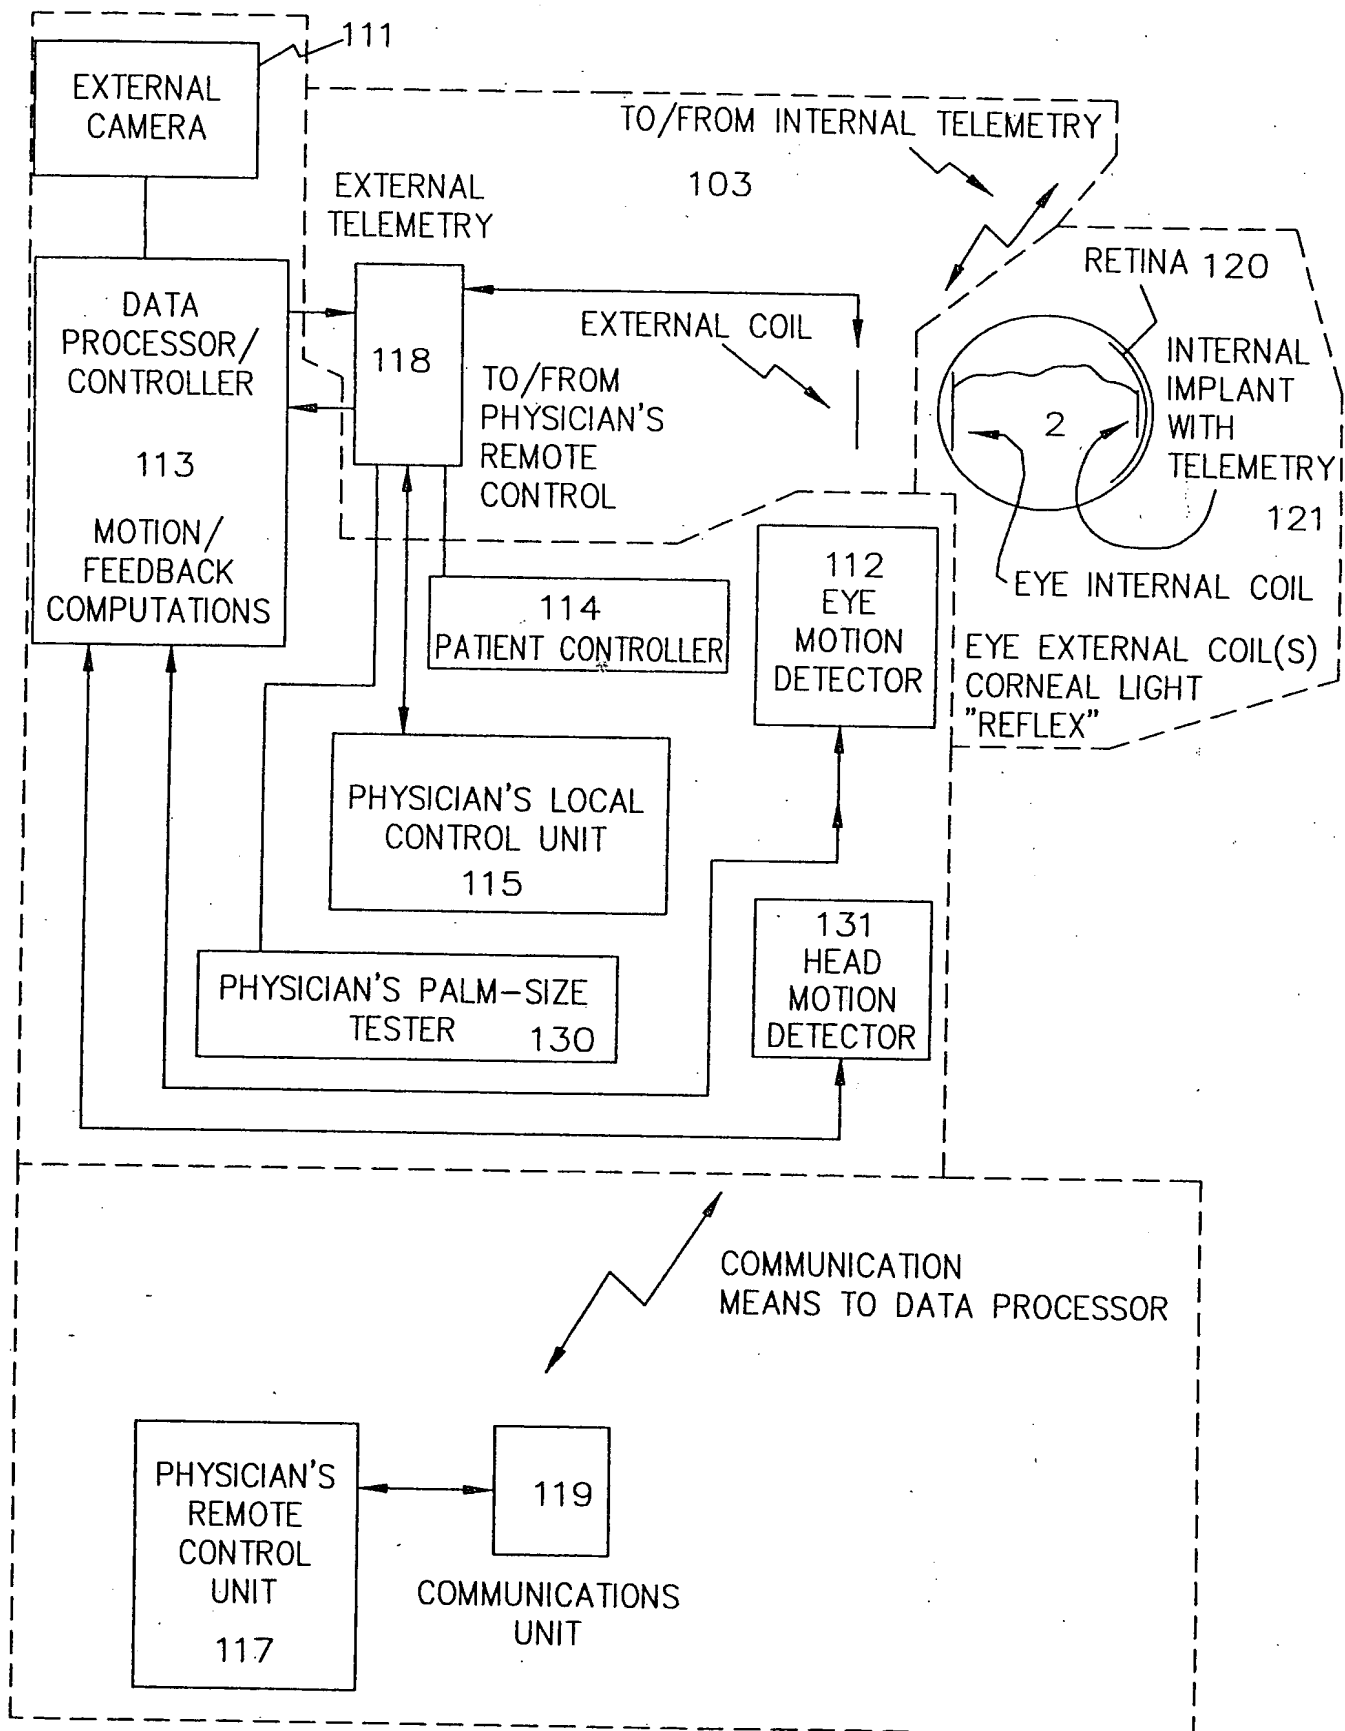 111
EXTERNAL
CAMERA
TO/FROM INTERNAL TELEMETRY
103
EXTERNAL
TELEMETRY
RETINA 120
DATA
PROCESSOR/
CONTROLLER
113
MOTION/
FEEDBACK
COMPUTATIONS
118
EXTERNAL COIL
TO/FROM
PHYSICIAN'S
REMOTE
CONTROL
2
INTERNAL
IMPLANT
WITH
TELEMETRY
121
EYE INTERNAL COIL
EYE EXTERNAL COIL(S)
CORNEAL LIGHT
"REFLEX"
114
PATIENT CONTROLLER
112
EYE
MOTION
DETECTOR
PHYSICIAN'S LOCAL
CONTROL UNIT
115
131
HEAD
MOTION
DETECTOR
PHYSICIAN'S PALM-SIZE
TESTER 130
COMMUNICATION
MEANS TO DATA PROCESSOR
PHYSICIAN'S
REMOTE
CONTROL
UNIT
117
119
COMMUNICATIONS
UNIT